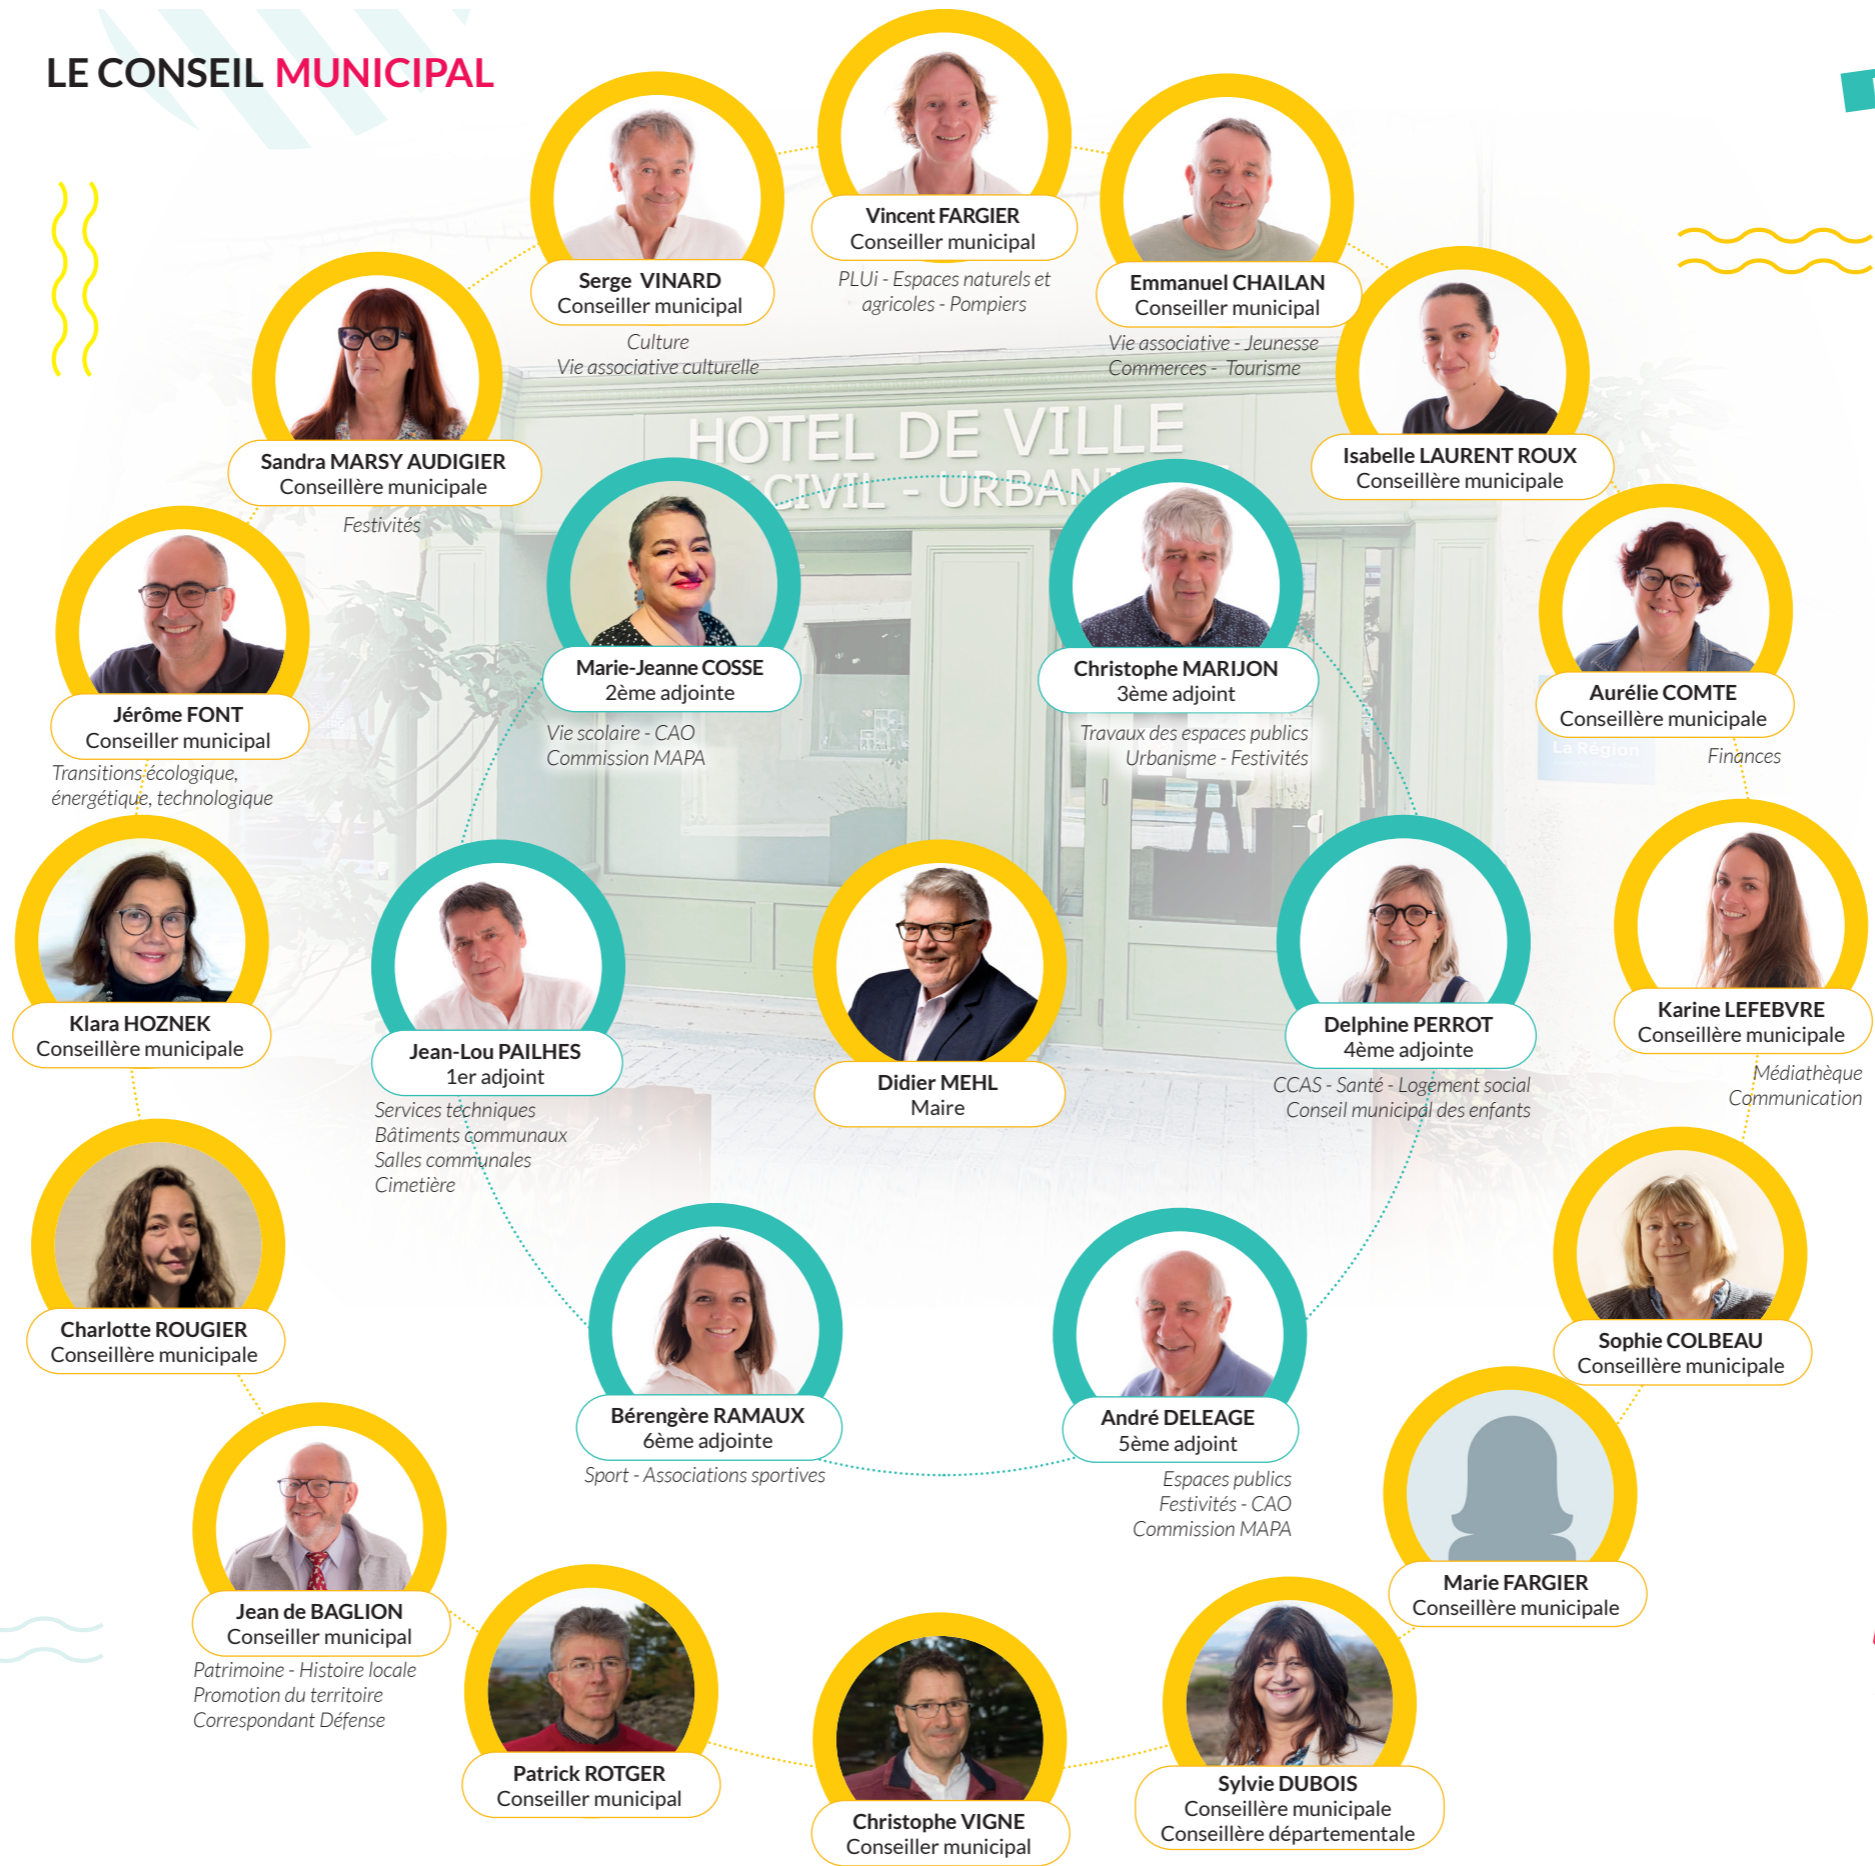 LE CONSEIL MUNICIPAL
Vincent FARGIER
Conseiller municipal
PLUi - Espaces naturels et
agricoles - Pompiers
Serge VINARD
Conseiller municipal
Culture
Vie associative culturelle
Emmanuel CHAILAN
Conseiller municipal
Vie associative - Jeunesse
Commerces - Tourisme
Sandra MARSY AUDIGIER
Conseillère municipale
Festivités
Isabelle LAURENT ROUX
Conseillère municipale
HOTEL DE VILLE
CIVIL - URBAN
Jérôme FONT
Conseiller municipal
Transitions écologique,
énergétique, technologique
Marie-Jeanne COSSE
2ème adjointe
Vie scolaire - CAO
Commission MAPA
Christophe MARIJON
3ème adjoint
Travaux des espaces publics
Urbanisme - Festivités
Aurélie COMTE
Conseillère municipale
Finances
La Région
Klara HOZNEK
Conseillère municipale
Jean-Lou PAILHES
1er adjoint
Services techniques
Bâtiments communaux
Salles communales
Cimetière
Didier MEHL
Maire
Delphine PERROT
4ème adjointe
CCAS - Santé - Logement social
Conseil municipal des enfants
Karine LEFEBVRE
Conseillère municipale
Médiathèque
Communication
Charlotte ROUGIER
Conseillère municipale
Bérengère RAMAUX
6ème adjointe
Sport - Associations sportives
André DELEAGE
5ème adjoint
Espaces publics
Festivités - CAO
Commission MAPA
Sophie COLBEAU
Conseillère municipale
Jean de BAGLION
Conseiller municipal
Patrimoine - Histoire locale
Promotion du territoire
Correspondant Défense
Marie FARGIER
Conseillère municipale
Patrick ROTGER
Conseiller municipal
Christophe VIGNE
Conseiller municipal
Sylvie DUBOIS
Conseillère municipale
Conseillère départementale